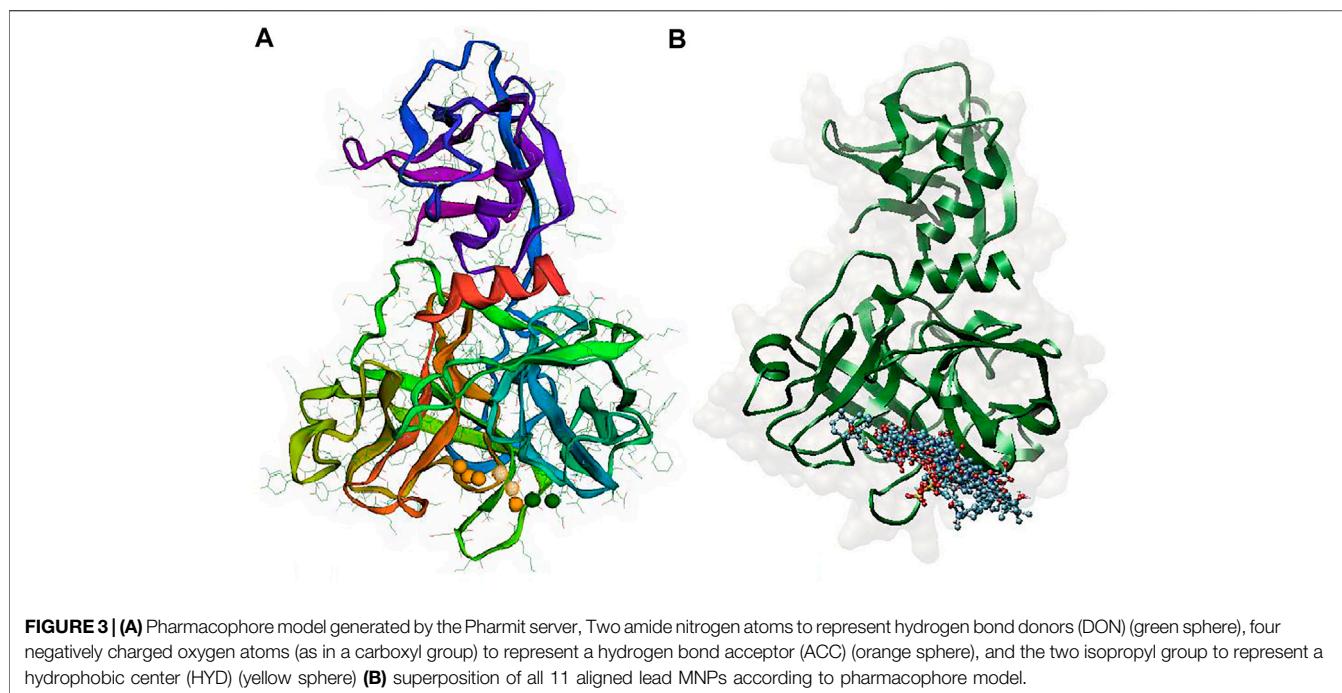 A
B
FIGURE 3 | (A) Pharmacophore model generated by the Pharmit server, Two amide nitrogen atoms to represent hydrogen bond donors (DON) (green sphere), four
negatively charged oxygen atoms (as in a carboxyl group) to represent a hydrogen bond acceptor (ACC) (orange sphere), and the two isopropyl group to represent a
hydrophobic center (HYD) (yellow sphere) (B) superposition of all 11 aligned lead MNPs according to pharmacophore model.